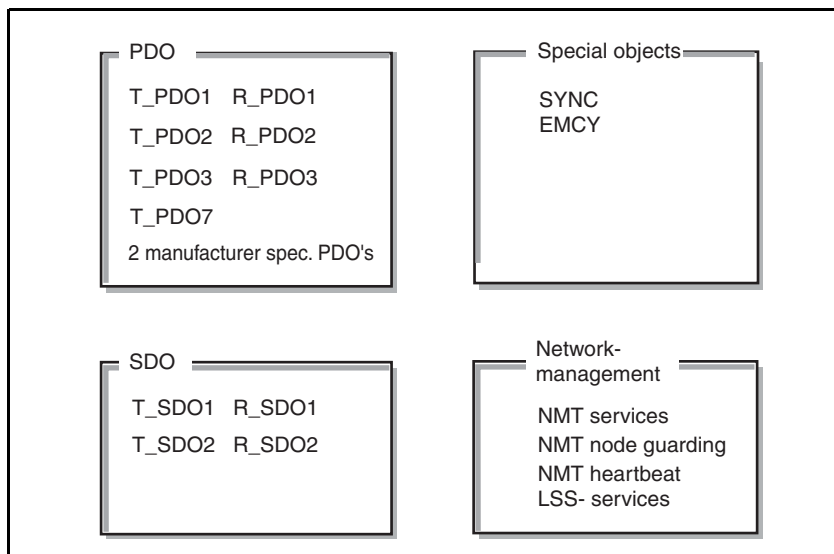 PDO
T_PDO1 R_PDO1
T_PDO2 R_PDO2
T_PDO3 R_PDO3
T_PDO7
2 manufacturer spec. PDO's
Special objects
SYNC
EMCY
SDO
T_SDO1 R_SDO1
T_SDO2 R_SDO2
Network-
management
NMT services
NMT node guarding
NMT heartbeat
LSS- services